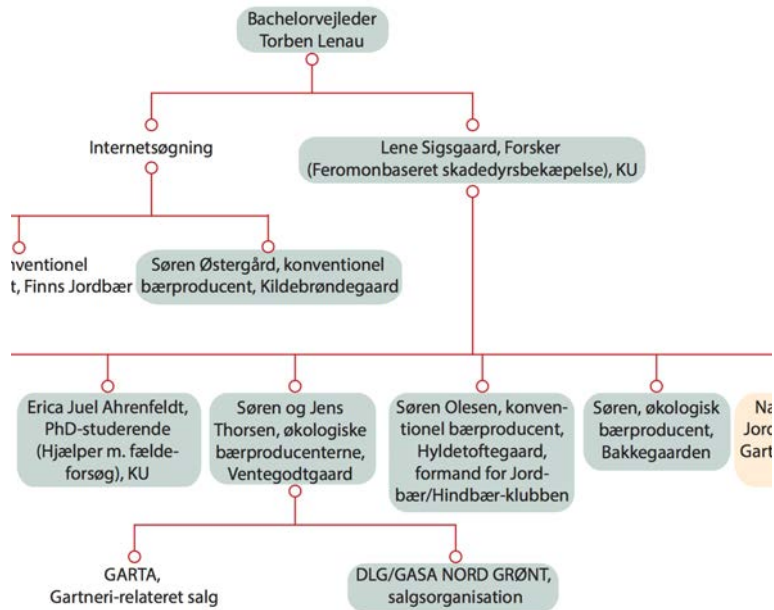 Bachelorvejleder
Torben Lenau
Internetsøgning
Lene Sigsgaard, Forsker
(Feromonbaseret skadedyrsbekæpelse), KU
Finns Jordbær
Søren Østergård, konventionel
bærproducent, Kildebrøndegaard
Erica Juel Ahrenfeldt,
PhD-studerende
(Hjælper m. fælde-
forsøg), KU
Søren og Jens
Thorsen, økologiske
bærproducenterne,
Ventegodtgaard
Søren Olesen, konven-
tionel bærproducent,
Hyldetoftegaard,
formand for Jord-
bær/Hindbær-klubben
Søren, økologisk
bærproducent,
Bakkegaarden
GARTA,
Gartneri-relateret salg
DLG/GASA NORD GRØNT,
salgsorganisation